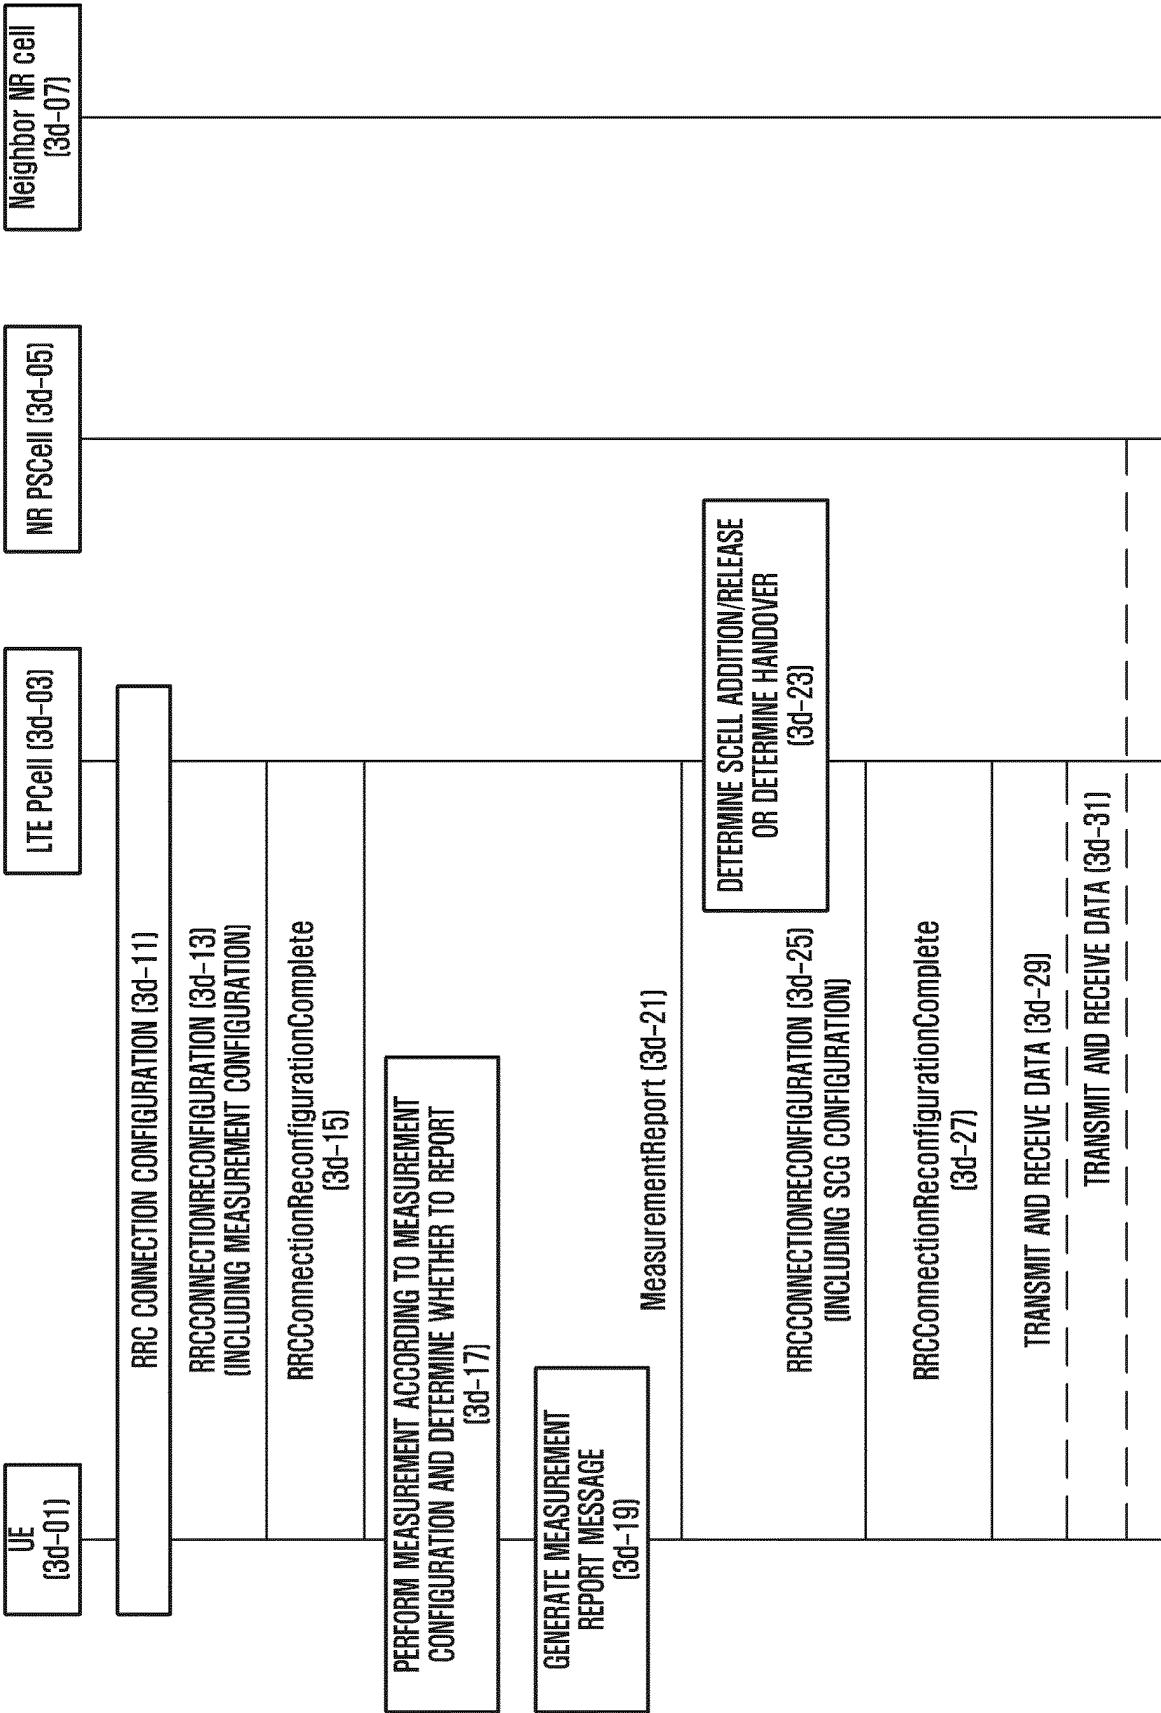 UE
(3d-01)
LTE PCell (3d-03)
NR PSCell (3d-05)
Neighbor NR cell
(3d-07)
RRC CONNECTION CONFIGURATION (3d-11)
RRCCONNECTIONRECONFIGURATION (3d-13)
(INCLUDING MEASUREMENT CONFIGURATION)
RRCConnectionReconfigurationComplete
(3d-15)
PERFORM MEASUREMENT ACCORDING TO MEASUREMENT
CONFIGURATION AND DETERMINE WHETHER TO REPORT
(3d-17)
GENERATE MEASUREMENT
REPORT MESSAGE
(3d-19)
MeasurementReport (3d-21)
DETERMINE SCELL ADDITION/RELEASE
OR DETERMINE HANDOVER
(3d-23)
RRCCONNECTIONRECONFIGURATION (3d-25)
(INCLUDING SCG CONFIGURATION)
RRCConnectionReconfigurationComplete
(3d-27)
TRANSMIT AND RECEIVE DATA (3d-29)
TRANSMIT AND RECEIVE DATA (3d-31)